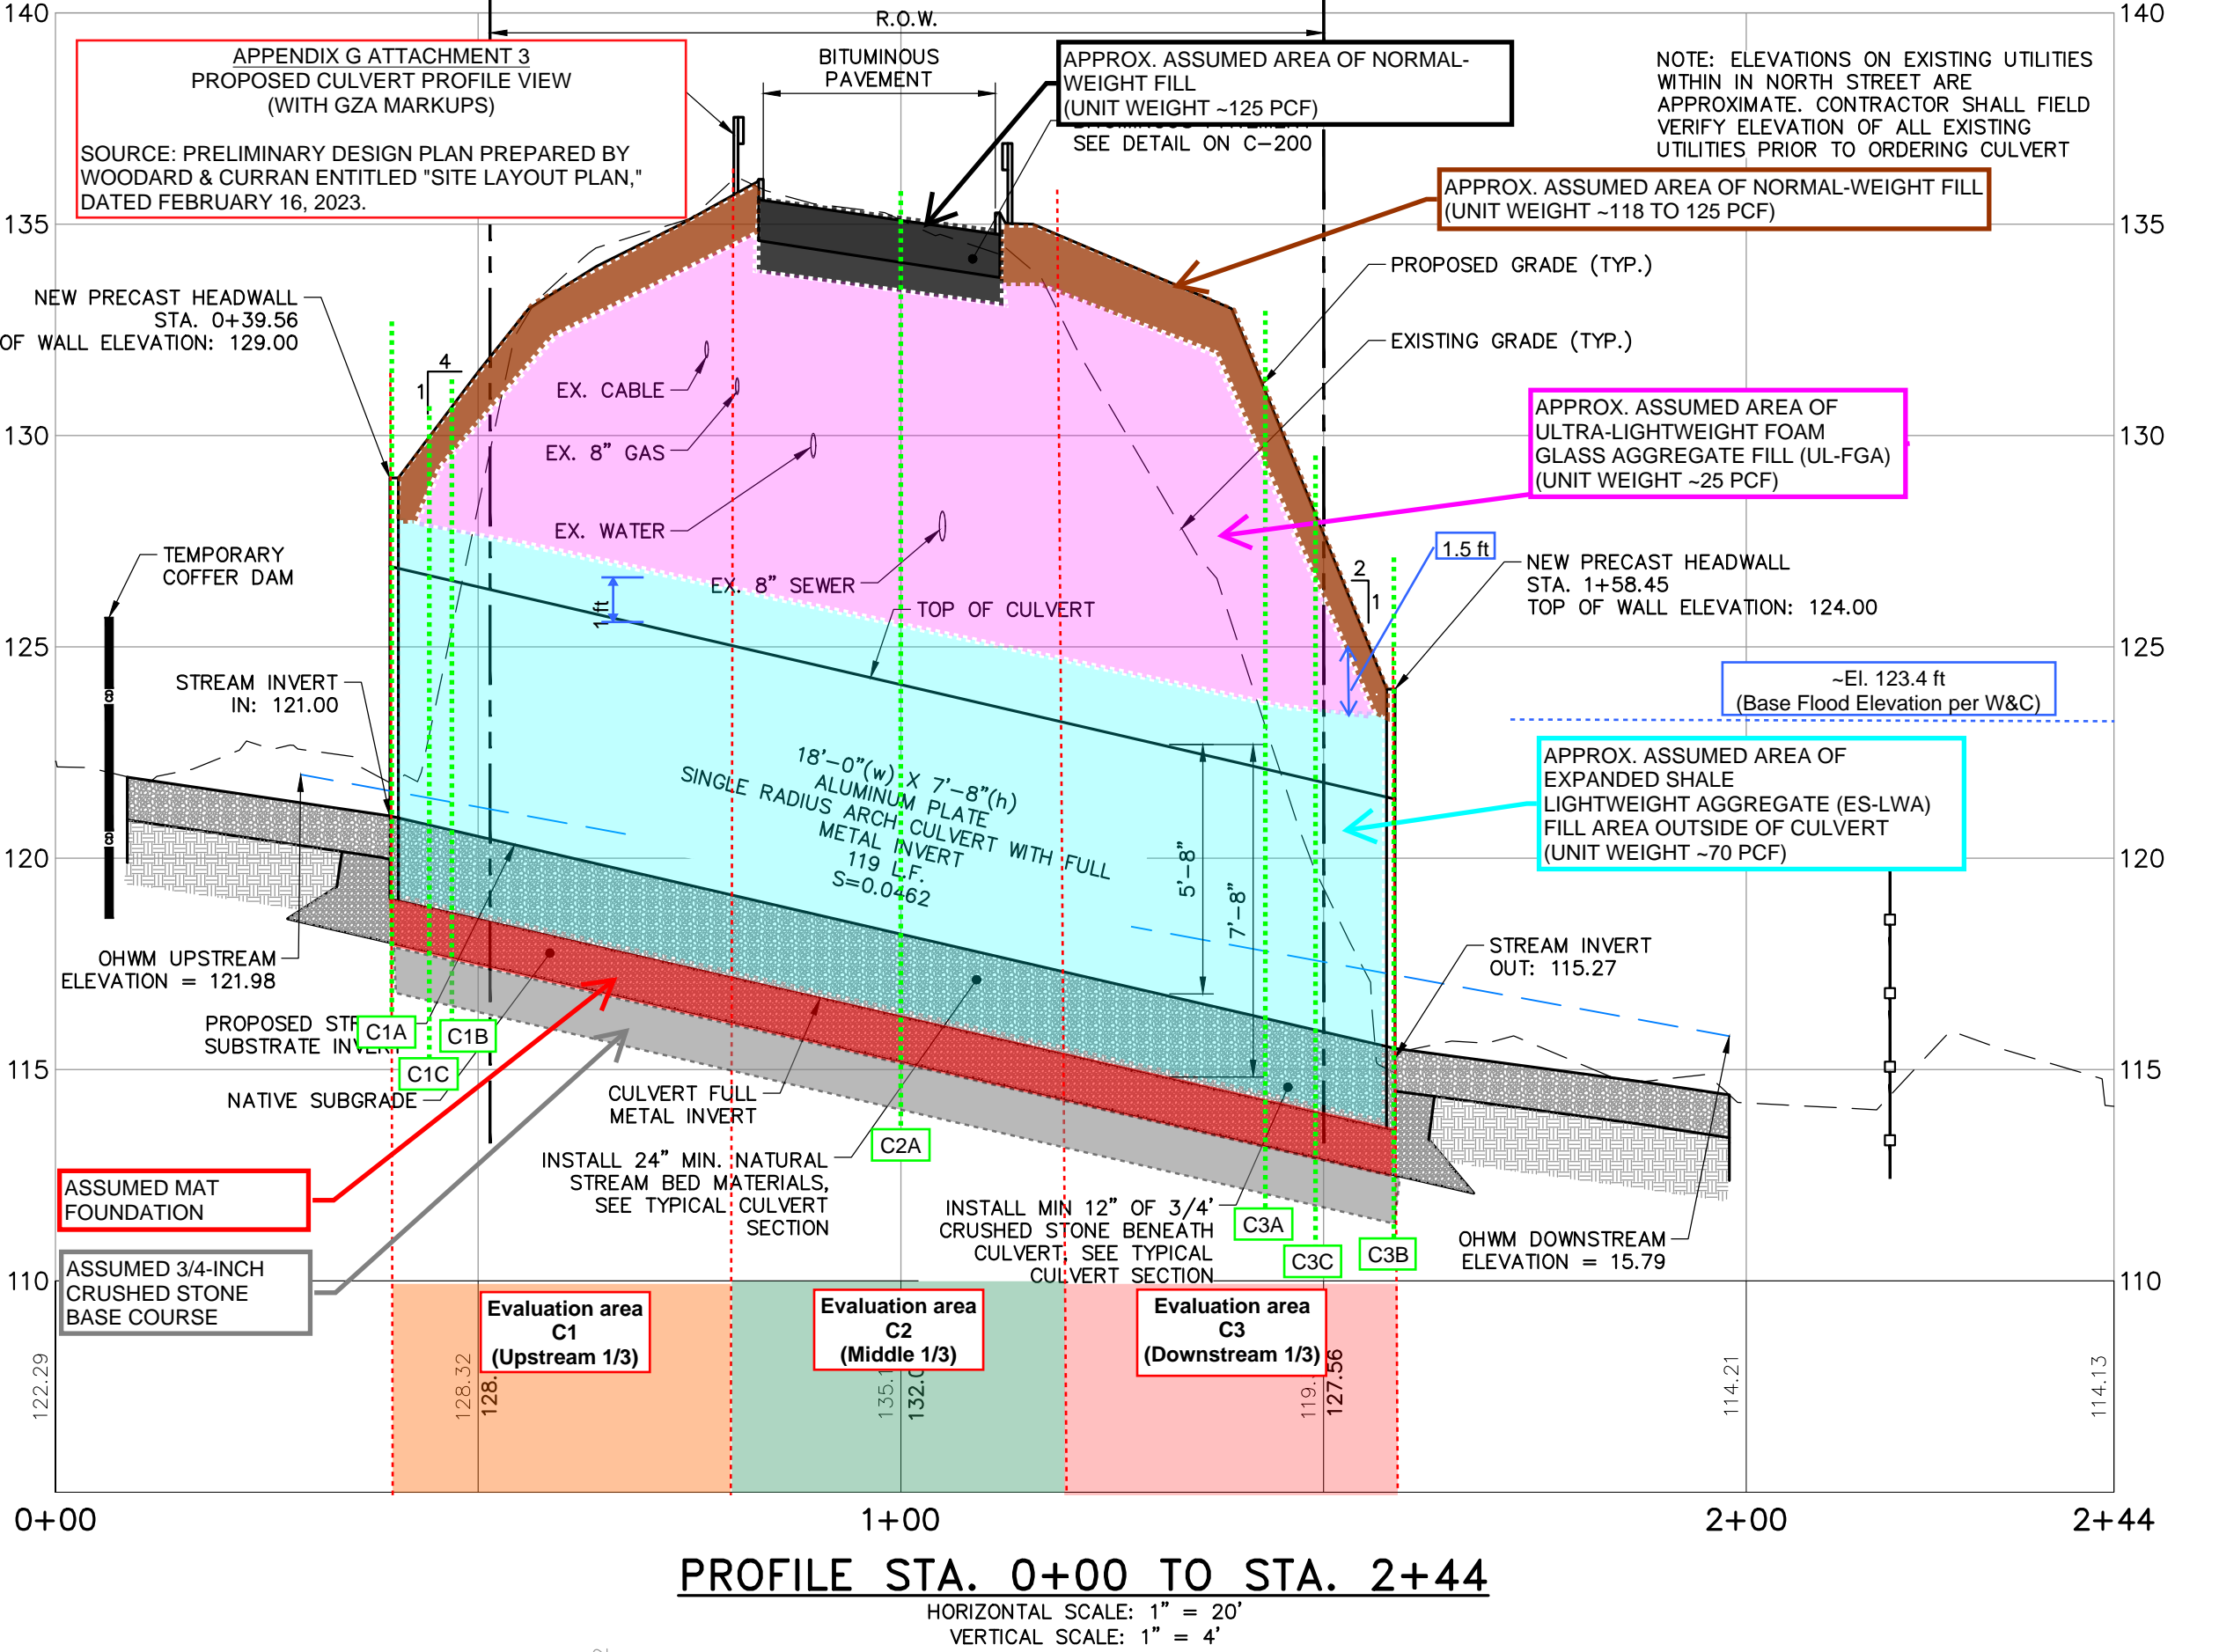 140
140
R.O.W.
APPENDIX G ATTACHMENT 3
PROPOSED CULVERT PROFILE VIEW
(WITH GZA MARKUPS)
SOURCE: PRELIMINARY DESIGN PLAN PREPARED BY
WOODARD & CURRAN ENTITLED "SITE LAYOUT PLAN,"
DATED FEBRUARY 16, 2023.
BITUMINOUS
PAVEMENT
APPROX. ASSUMED AREA OF NORMAL-
WEIGHT FILL
(UNIT WEIGHT ~125 PCF)
SEE DETAIL ON C-200
NOTE: ELEVATIONS ON EXISTING UTILITIES
WITHIN IN NORTH STREET ARE
APPROXIMATE. CONTRACTOR SHALL FIELD
VERIFY ELEVATION OF ALL EXISTING
UTILITIES PRIOR TO ORDERING CULVERT
APPROX. ASSUMED AREA OF NORMAL-WEIGHT FILL
(UNIT WEIGHT ~118 TO 125 PCF)
135
135
PROPOSED GRADE (TYP.)
NEW PRECAST HEADWALL
STA. 0+39.56
OF WALL ELEVATION: 129.00
EXISTING GRADE (TYP.)
4
1
EX. CABLE
EX. 8" GAS
EX. WATER
EX. 8" SEWER
130
130
APPROX. ASSUMED AREA OF
ULTRA-LIGHTWEIGHT FOAM
GLASS AGGREGATE FILL (UL-FGA)
(UNIT WEIGHT ~25 PCF)
1.5 ft
2
1
TEMPORARY
COFFER DAM
NEW PRECAST HEADWALL
STA. 1+58.45
TOP OF WALL ELEVATION: 124.00
1 ft
TOP OF CULVERT
125
125
STREAM INVERT
IN: 121.00
~El. 123.4 ft
(Base Flood Elevation per W&C)
18'-0"(w) X 7'-8"(h)
ALUMINUM PLATE
SINGLE RADIUS ARCH CULVERT WITH FULL
METAL INVERT
119 L.F.
S=0.0462
5'-8"
7'-8"
APPROX. ASSUMED AREA OF
EXPANDED SHALE
LIGHTWEIGHT AGGREGATE (ES-LWA)
FILL AREA OUTSIDE OF CULVERT
(UNIT WEIGHT ~70 PCF)
120
120
OHWM UPSTREAM
ELEVATION = 121.98
STREAM INVERT
OUT: 115.27
PROPOSED
SUBSTRATE
C1A
C1B
C1C
115
115
NATIVE SUBGRADE
CULVERT FULL
METAL INVERT
C2A
INSTALL 24" MIN. NATURAL
STREAM BED MATERIALS,
SEE TYPICAL CULVERT
SECTION
INSTALL MIN 12" OF 3/4'
CRUSHED STONE BENEATH
CULVERT, SEE TYPICAL
CULVERT SECTION
C3A
C3C
C3B
OHWM DOWNSTREAM
ELEVATION = 15.79
ASSUMED MAT
FOUNDATION
ASSUMED 3/4-INCH
CRUSHED STONE
BASE COURSE
110
110
Evaluation area
C1
(Upstream 1/3)
Evaluation area
C2
(Middle 1/3)
Evaluation area
C3
(Downstream 1/3)
122.29
128.32
128.
135.
132.
119.
127.56
114.21
114.13
0+00
1+00
2+00
2+44
PROFILE STA. 0+00 TO STA. 2+44
HORIZONTAL SCALE: 1" = 20'
VERTICAL SCALE: 1" = 4'